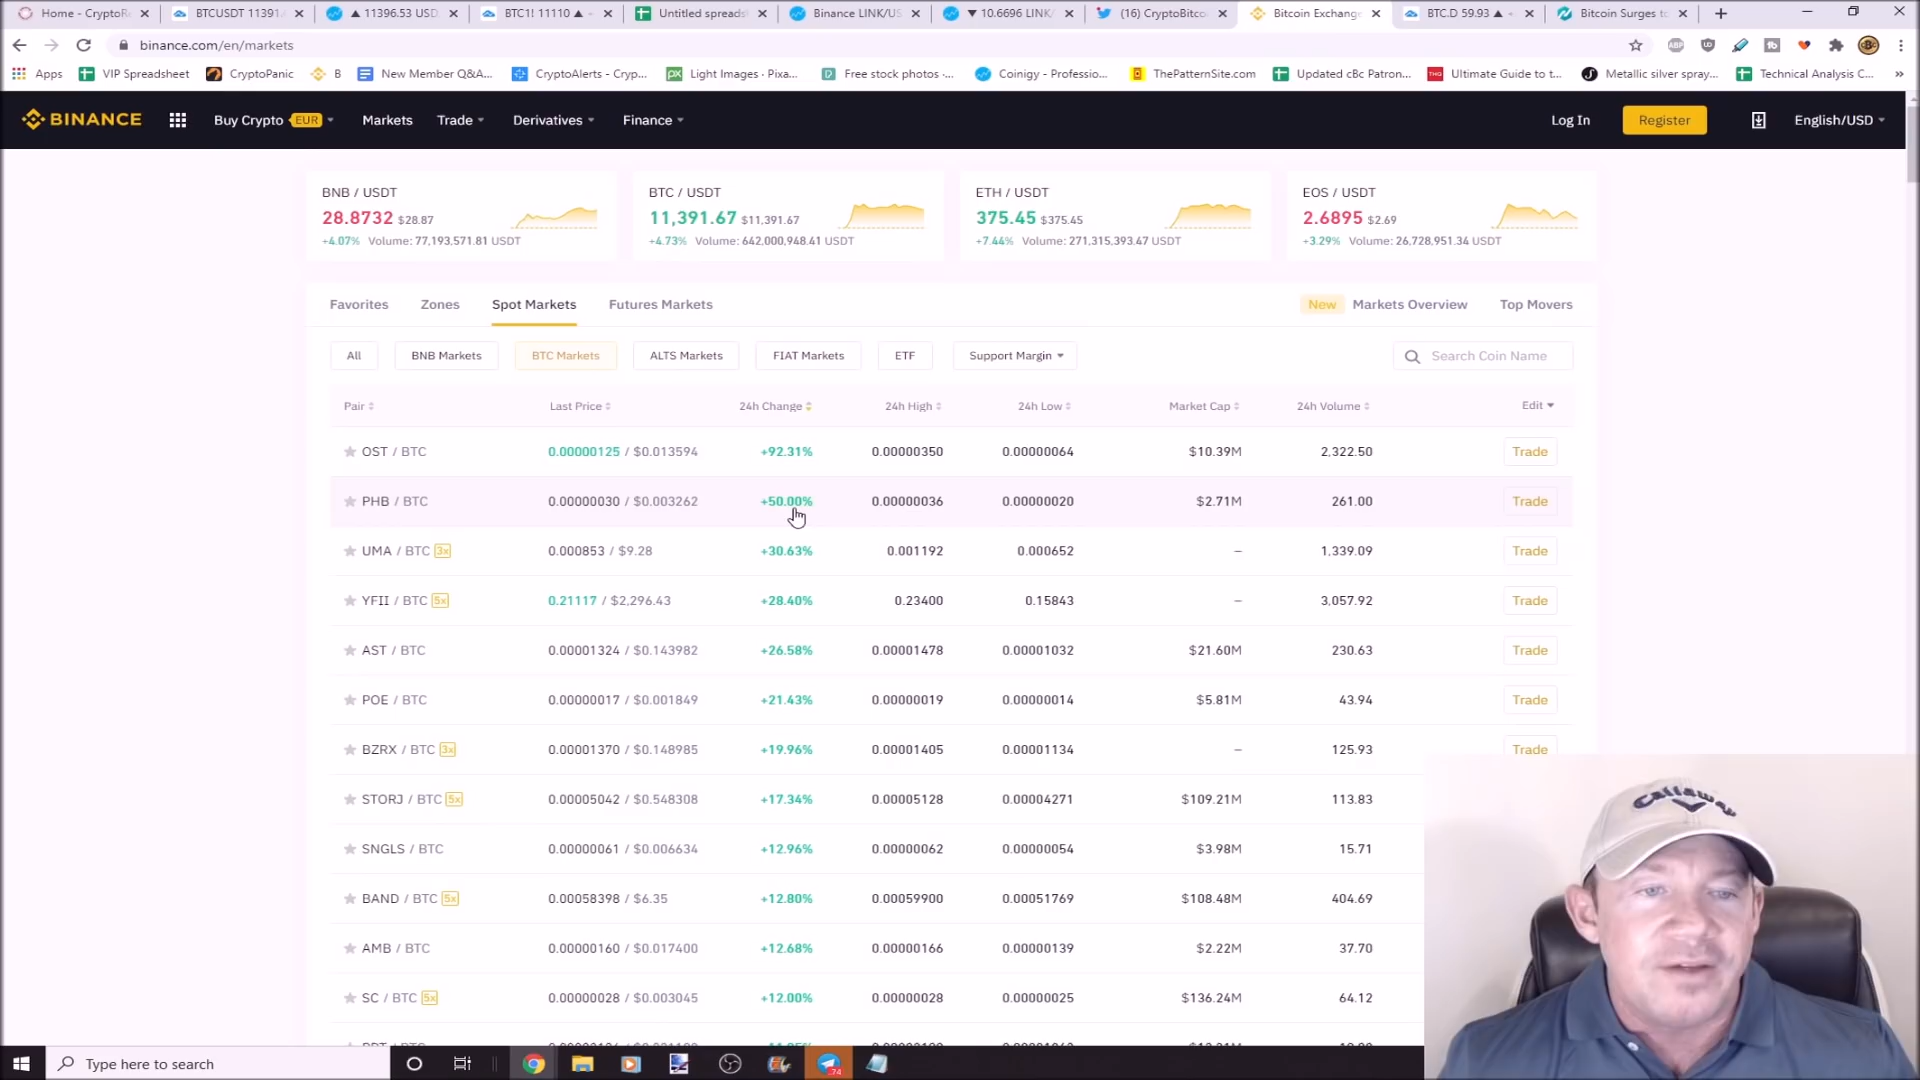 Home - CryptoRe
BTCUSDT 11391
▲ 11396.53 USD
BTC1! 11110 ▲
Untitled spreads
Binance LINK/US
▼ 10.6696 LINK/
(16) CryptoBitco
Bitcoin Exchange
BTC.D 59.93 ▲
Bitcoin Surges to
binance.com/en/markets
Apps
VIP Spreadsheet
CryptoPanic
B
New Member Q&A...
CryptoAlerts - Cryp...
Light Images · Pixa...
Free stock photos ·...
Coinigy - Professio...
ThePatternSite.com
Updated cBc Patron...
Ultimate Guide to t...
Metallic silver spray...
Technical Analysis C...
»
BINANCE
Buy Crypto EUR
Markets
Trade
Derivatives
Finance
Log In
Register
English/USD
BNB / USDT
28.8732 $28.87
+4.07% Volume: 77,193,571.81 USDT
BTC / USDT
11,391.67 $11,391.67
+4.73% Volume: 642,000,948.41 USDT
ETH / USDT
375.45 $375.45
+7.44% Volume: 271,315,393.47 USDT
EOS / USDT
2.6895 $2.69
+3.29% Volume: 26,728,951.34 USDT
Favorites Zones Spot Markets Futures Markets New Markets Overview Top Movers
All BNB Markets BTC Markets ALTS Markets FIAT Markets ETF Support Margin Search Coin Name
Pair Last Price 24h Change 24h High 24h Low Market Cap 24h Volume Edit
OST / BTC 0.00000125 / $0.013594 +92.31% 0.00000350 0.00000064 $10.39M 2,322.50 Trade
PHB / BTC 0.00000030 / $0.003262 +50.00% 0.00000036 0.00000020 $2.71M 261.00 Trade
UMA / BTC 3x 0.000853 / $9.28 +30.63% 0.001192 0.000652 – 1,339.09 Trade
YFII / BTC 5x 0.21117 / $2,296.43 +28.40% 0.23400 0.15843 – 3,057.92 Trade
AST / BTC 0.00001324 / $0.143982 +26.58% 0.00001478 0.00001032 $21.60M 230.63 Trade
POE / BTC 0.00000017 / $0.001849 +21.43% 0.00000019 0.00000014 $5.81M 43.94 Trade
BZRX / BTC 3x 0.00001370 / $0.148985 +19.96% 0.00001405 0.00001134 – 125.93 Trade
STORJ / BTC 5x 0.00005042 / $0.548308 +17.34% 0.00005128 0.00004271 $109.21M 113.83
SNGLS / BTC 0.00000061 / $0.006634 +12.96% 0.00000062 0.00000054 $3.98M 15.71
BAND / BTC 5x 0.00058398 / $6.35 +12.80% 0.00059900 0.00051769 $108.48M 404.69
AMB / BTC 0.00000160 / $0.017400 +12.68% 0.00000166 0.00000139 $2.22M 37.70
SC / BTC 5x 0.00000028 / $0.003045 +12.00% 0.00000028 0.00000025 $136.24M 64.12
Callaway
Type here to search
74